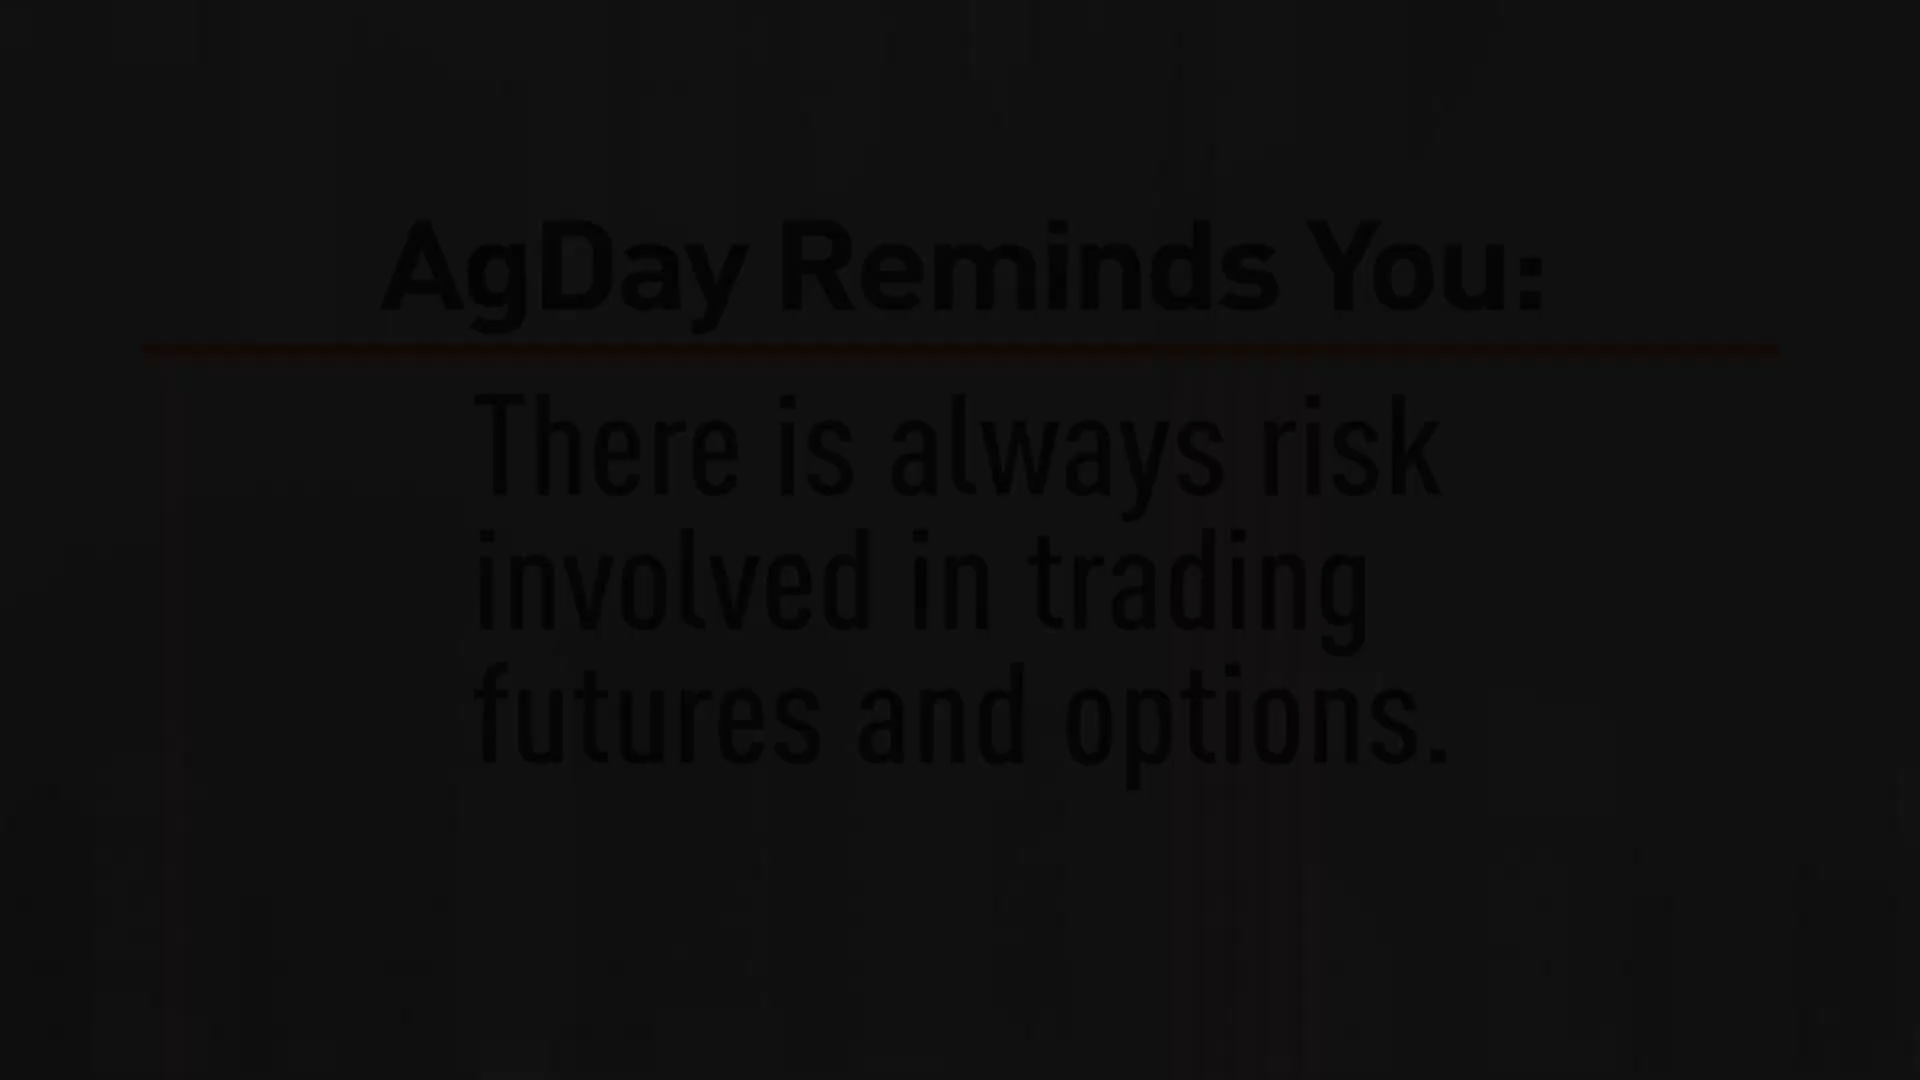 AgDay Reminds You:
There is always risk
involved in trading
futures and options.